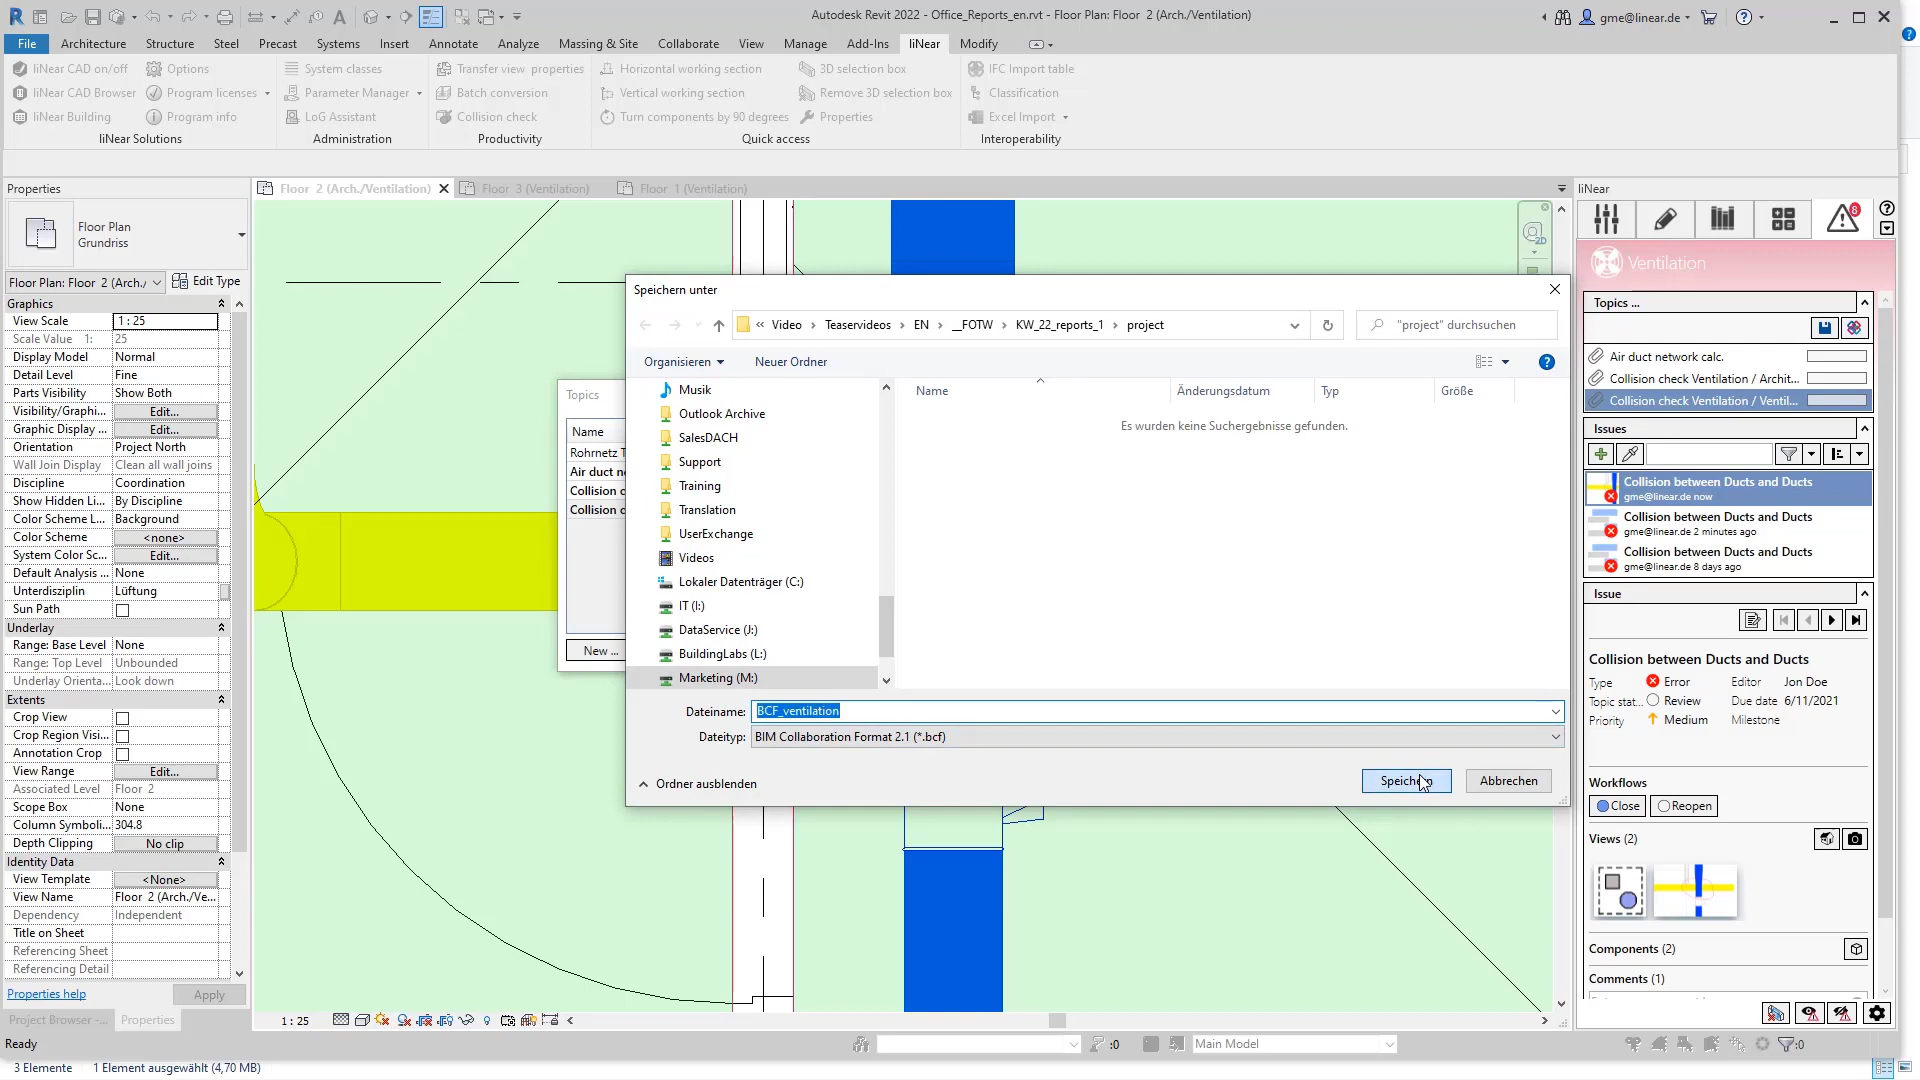 Autodesk Revit 2022 - Office_Reports_en.rvt - Floor Plan: Floor 2 (Arch./Ventilation)
gme@linear.de
File Architecture Structure Steel Precast Systems Insert Annotate Analyze Massing & Site Collaborate View Manage Add-Ins liNear Modify
liNear CAD on/off Options System classes Transfer view properties Horizontal working section 3D selection box IFC Import table
liNear CAD Browser Program licenses Parameter Manager Batch conversion Vertical working section Remove 3D selection box Classification
liNear Building Program info LoG Assistant Collision check Turn components by 90 degrees Properties Excel Import
liNear Solutions Administration Productivity Quick access Interoperability
Properties
Floor 2 (Arch./Ventilation) Floor 3 (Ventilation) Floor 1 (Ventilation)
liNear
Floor Plan
Grundriss
Floor Plan: Floor 2 (Arch./ Edit Type
Graphics
View Scale 1 : 25
Scale Value 1: 25
Display Model Normal
Detail Level Fine
Parts Visibility Show Both
Visibility/Graphi... Edit...
Graphic Display ... Edit...
Orientation Project North
Wall Join Display Clean all wall joins
Discipline Coordination
Show Hidden Li... By Discipline
Color Scheme L... Background
Color Scheme <none>
System Color Sc... Edit...
Default Analysis ... None
Unterdisziplin Lüftung
Sun Path
Underlay
Range: Base Level None
Range: Top Level Unbounded
Underlay Orienta... Look down
Extents
Crop View
Crop Region Visi...
Annotation Crop
View Range Edit...
Associated Level Floor 2
Scope Box None
Column Symboli... 304.8
Depth Clipping No clip
Identity Data
View Template <None>
View Name Floor 2 (Arch./Ve...
Dependency Independent
Title on Sheet
Referencing Sheet
Referencing Detail
Properties help Apply
Project Browser -... Properties
Ready
3 Elemente 1 Element ausgewählt (4,70 MB)
1 : 25
:0
Main Model
:0
2D
Topics
Name
Rohrnetz T
Air duct ne
Collision c
Collision c
New ...
Speichern unter
« Video › Teaservideos › EN › __FOTW › KW_22_reports_1 › project
"project" durchsuchen
Organisieren Neuer Ordner
Musik
Outlook Archive
SalesDACH
Support
Training
Translation
UserExchange
Videos
Lokaler Datenträger (C:)
IT (I:)
DataService (J:)
BuildingLabs (L:)
Marketing (M:)
Name Änderungsdatum Typ Größe
Es wurden keine Suchergebnisse gefunden.
Dateiname: BCF_ventilation
Dateityp: BIM Collaboration Format 2.1 (*.bcf)
Ordner ausblenden
Speichern Abbrechen
8
Ventilation
Topics ...
Air duct network calc.
Collision check Ventilation / Archit...
Collision check Ventilation / Ventil...
Issues
Collision between Ducts and Ducts
gme@linear.de now
Collision between Ducts and Ducts
gme@linear.de 2 minutes ago
Collision between Ducts and Ducts
gme@linear.de 8 days ago
Issue
Collision between Ducts and Ducts
Type Error Editor Jon Doe
Topic stat... Review Due date 6/11/2021
Priority Medium Milestone
Workflows
Close Reopen
Views (2)
Components (2)
Comments (1)